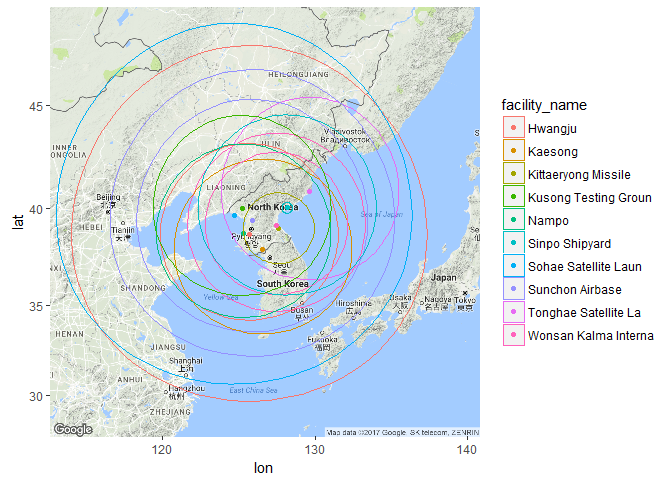 HEILONGJIANG
45
Vladivostok
Владивосток
INNER
ONGOLIA
LIAONING
Beijing
北京
North Korea
40
Sea of Japan
Tianjin
天津
HEBEI
lat
Seoul
서울
SHANDONG
South Korea
Japan
Yellow Sea
Hiroshima
広島
Osaka
大阪
Nagoya
名古屋
Tokyo
東京
35
Busan
부산
HENAN
JIANGSU
Fukuoka
福岡
Shanghai
上海
ANHUI
Hangzhou
杭州
East China Sea
30
ZHEJIANG
Google
Map data ©2017 Google, SK telecom, ZENRIN
120
130
140
lon
facility_name
Hwangju
Kaesong
Kittaeryong Missile
Kusong Testing Groun
Nampo
Sinpo Shipyard
Sohae Satellite Laun
Sunchon Airbase
Tonghae Satellite La
Wonsan Kalma Interna